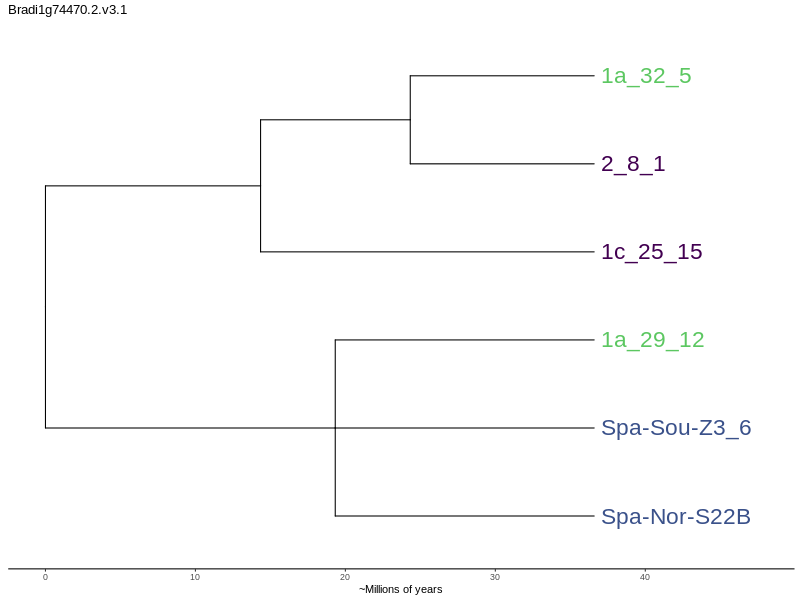 Bradi1g74470.2.v3.1
1a_32_5
2_8_1
1c_25_15
1a_29_12
Spa-Sou-Z3_6
Spa-Nor-S22B
0 10 20 30 40
~Millions of years